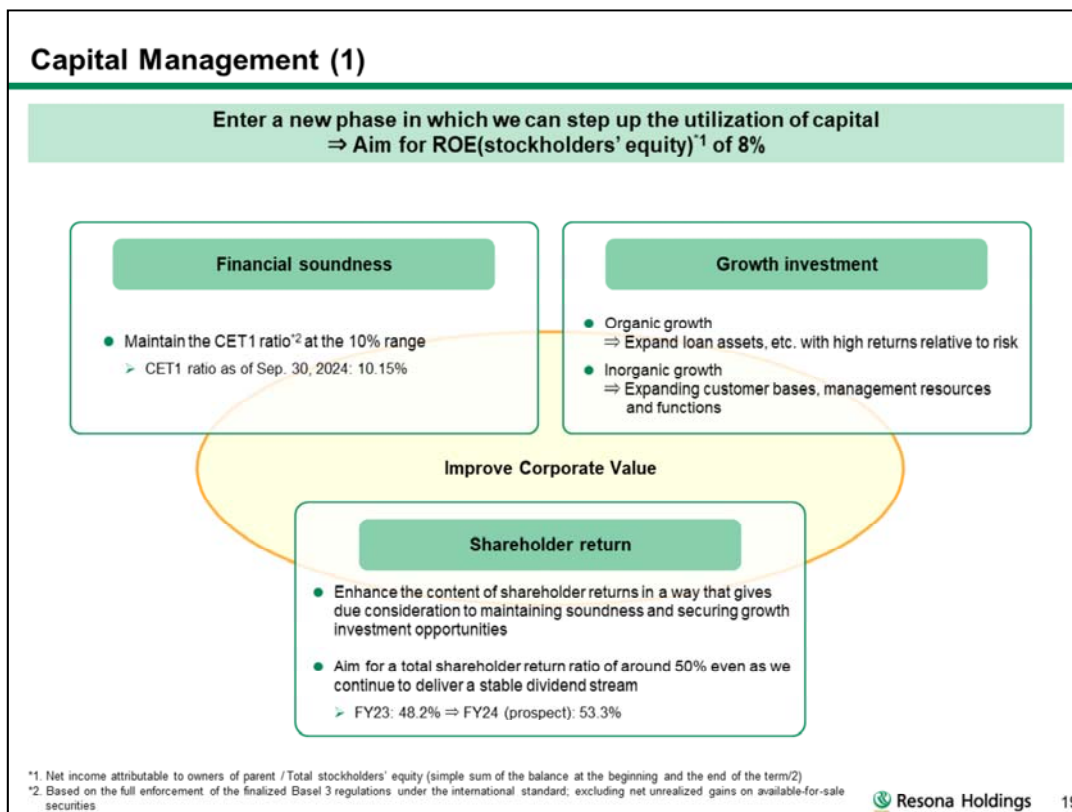 Capital Management (1)
Enter a new phase in which we can step up the utilization of capital
⇒ Aim for ROE(stockholders' equity)*1 of 8%
Financial soundness
● Maintain the CET1 ratio*2 at the 10% range
➢ CET1 ratio as of Sep. 30, 2024: 10.15%
Growth investment
● Organic growth
⇒ Expand loan assets, etc. with high returns relative to risk
● Inorganic growth
⇒ Expanding customer bases, management resources
and functions
Improve Corporate Value
Shareholder return
● Enhance the content of shareholder returns in a way that gives
due consideration to maintaining soundness and securing growth
investment opportunities
● Aim for a total shareholder return ratio of around 50% even as we
continue to deliver a stable dividend stream
➢ FY23: 48.2% ⇒ FY24 (prospect): 53.3%
*1. Net income attributable to owners of parent / Total stockholders' equity (simple sum of the balance at the beginning and the end of the term/2)
*2. Based on the full enforcement of the finalized Basel 3 regulations under the international standard; excluding net unrealized gains on available-for-sale
securities
Resona Holdings